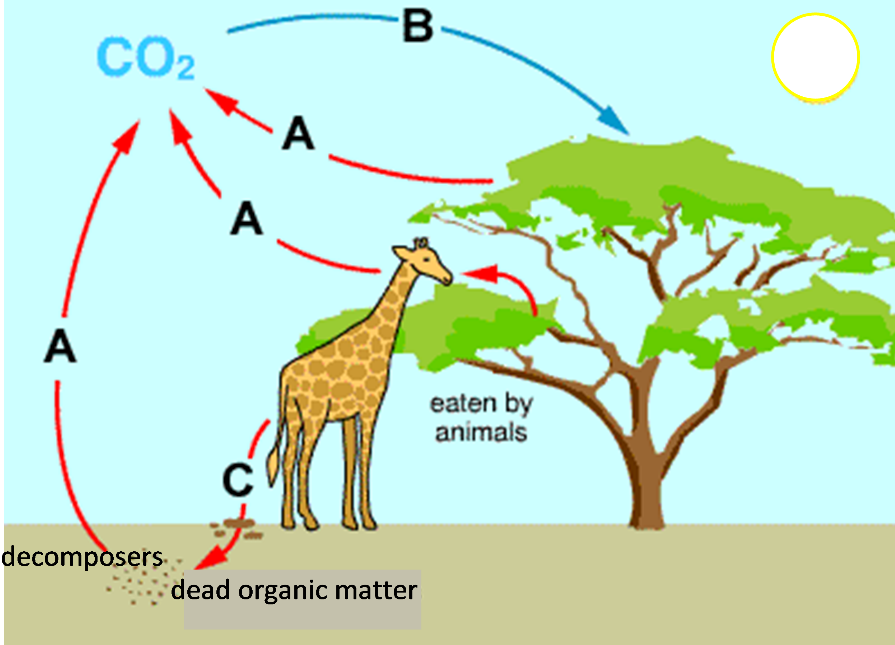 B
CO₂
A
A
A
eaten by
animals
C
decomposers
dead organic matter